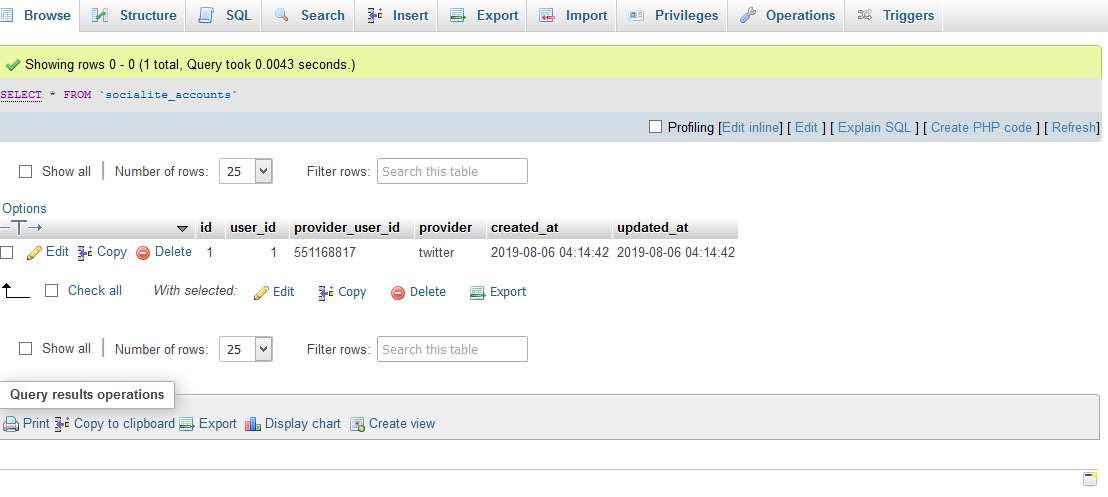 Browse Structure SQL Search Insert Export Import Privileges Operations Triggers
Showing rows 0 - 0 (1 total, Query took 0.0043 seconds.)
SELECT * FROM `socialite_accounts`
Profiling [Edit inline] [ Edit ] [ Explain SQL ] [ Create PHP code ] [ Refresh]
Show all | Number of rows: 25 Filter rows: Search this table
Options
id user_id provider_user_id provider created_at updated_at
Edit Copy Delete 1 1 551168817 twitter 2019-08-06 04:14:42 2019-08-06 04:14:42
Check all With selected: Edit Copy Delete Export
Show all | Number of rows: 25 Filter rows: Search this table
Query results operations
Print Copy to clipboard Export Display chart Create view